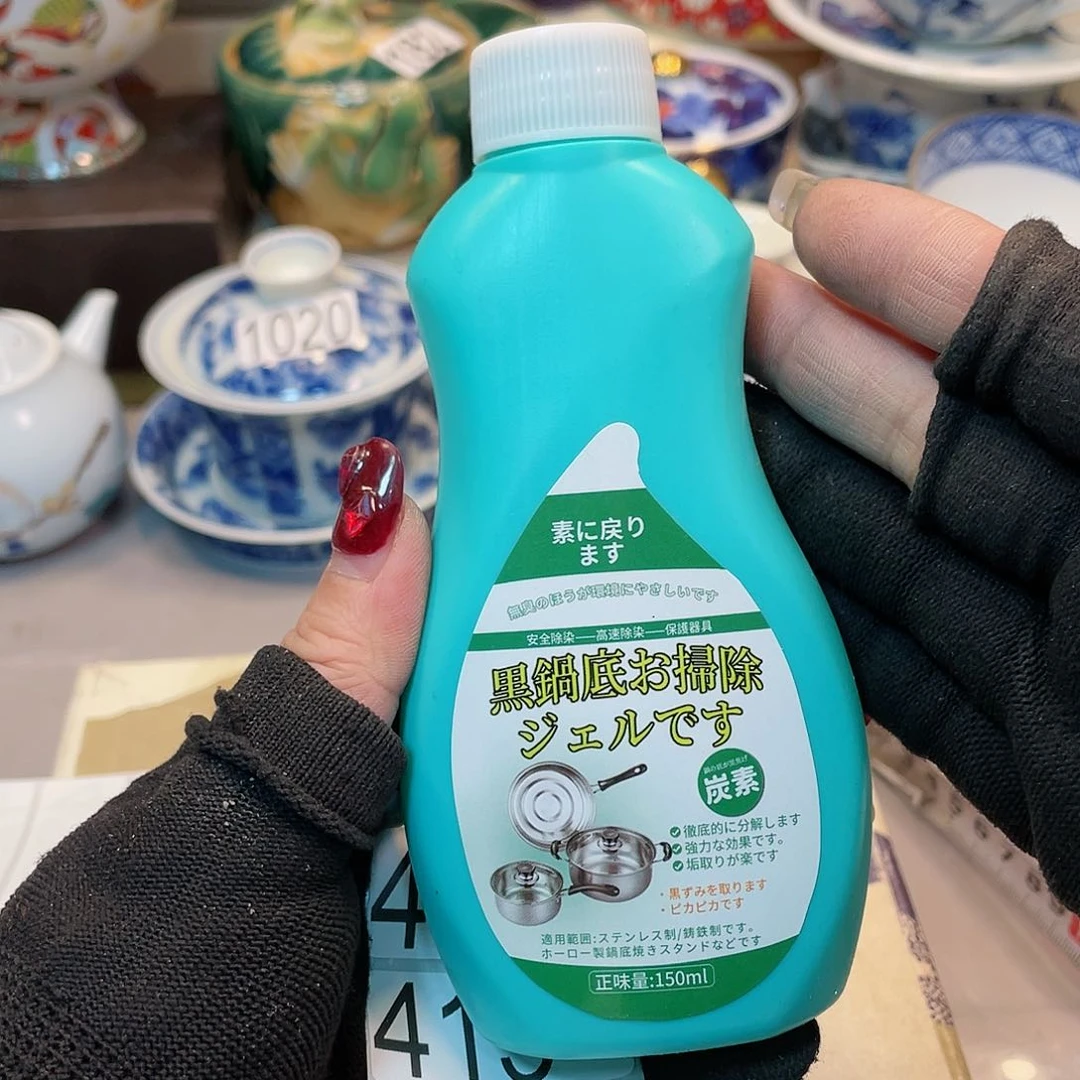 1020
素に戻り
ます
無臭のほうが環境にやさしいです
安全除染——高速除染——保護器具
黒鍋底お掃除
ジェルです
炭素
徹底的に分解します
強力な効果です。
垢取りが楽です
・黒ずみを取ります
・ピカピカです
適用範囲:ステンレス制/鋳鉄制です。
ホーロー製鍋底焼きスタンドなどです
正味量:150ml
4
41